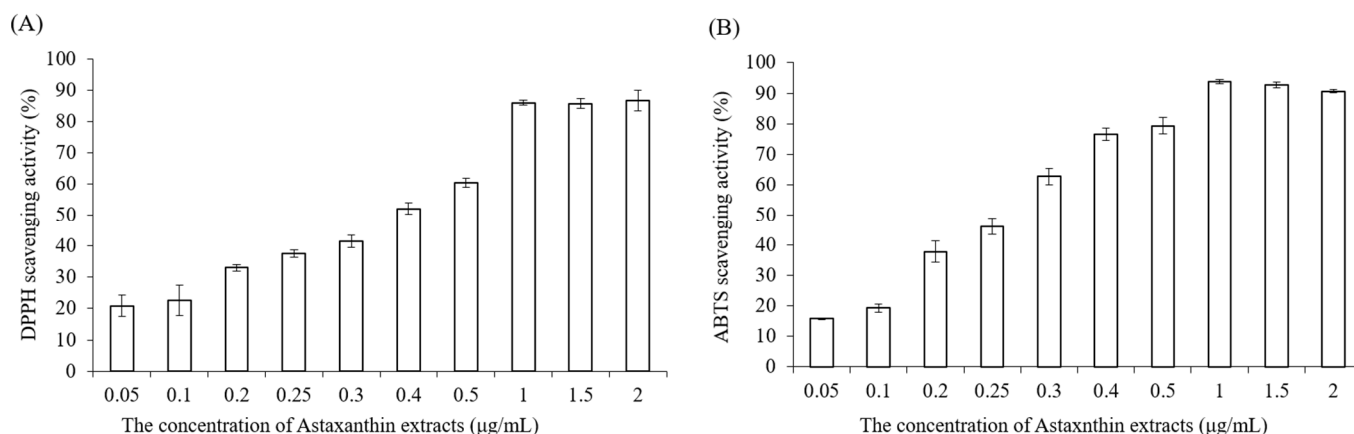 (A)
DPPH scavenging activity (%)
100
90
80
70
60
50
40
30
20
10
0
0.05 0.1 0.2 0.25 0.3 0.4 0.5 1 1.5 2
The concentration of Astaxanthin extracts (µg/mL)
(B)
ABTS scavenging activity (%)
100
90
80
70
60
50
40
30
20
10
0
0.05 0.1 0.2 0.25 0.3 0.4 0.5 1 1.5 2
The concentration of Astaxnthin extracts (µg/mL)